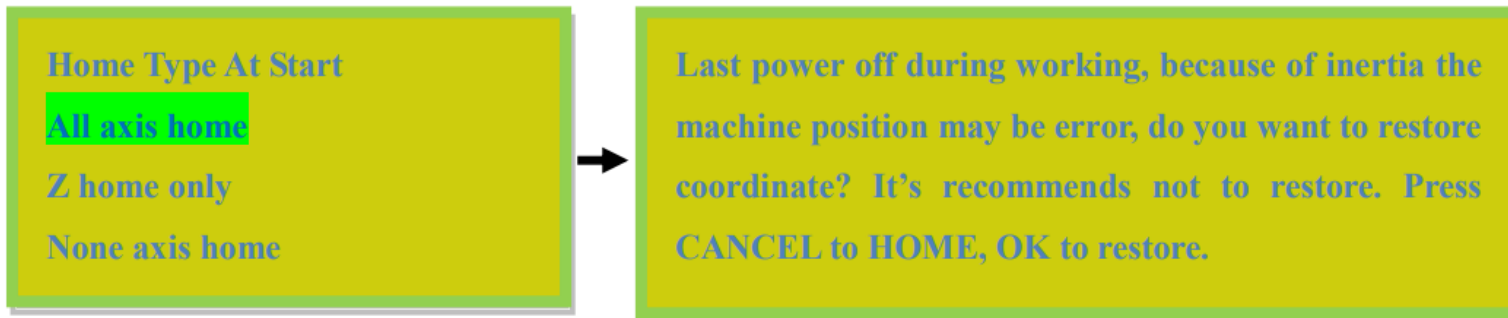 Home Type At Start
All axis home
Z home only
None axis home
Last power off during working, because of inertia the
machine position may be error, do you want to restore
coordinate? It’s recommends not to restore. Press
CANCEL to HOME, OK to restore.